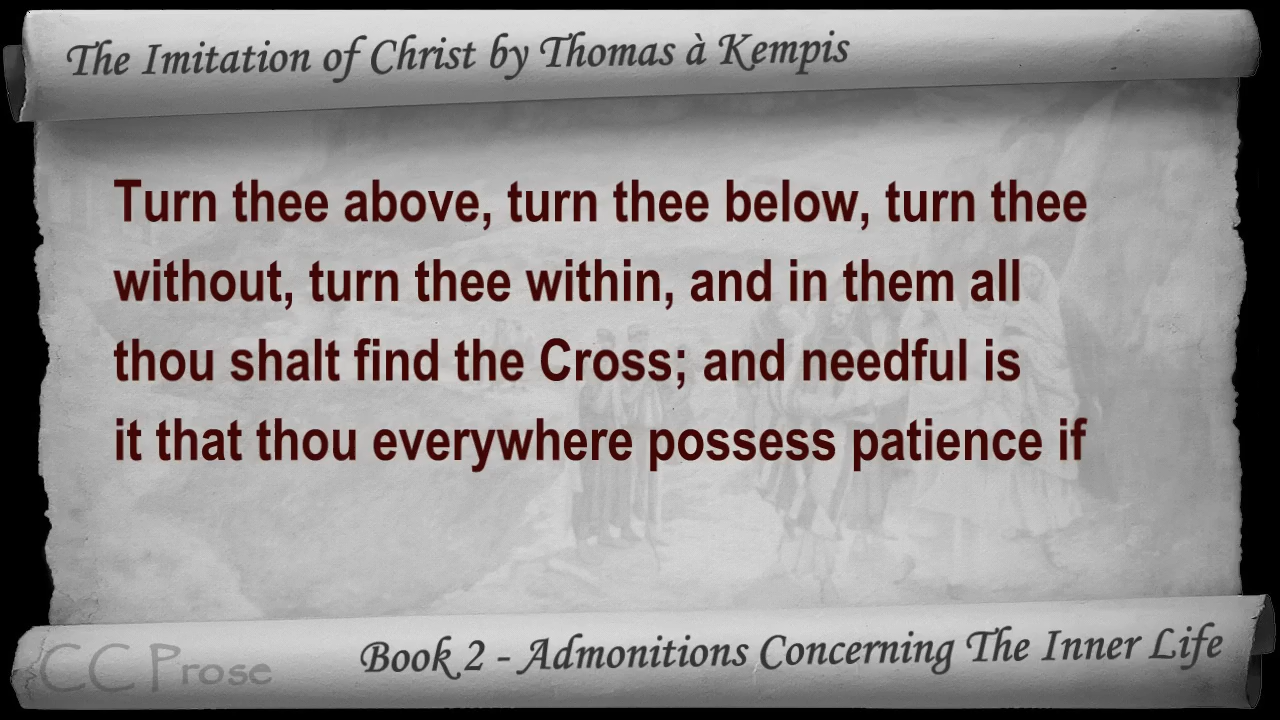 The Imitation of Christ by Thomas à Kempis
Turn thee above, turn thee below, turn thee
without, turn thee within, and in them all
thou shalt find the Cross; and needful is
it that thou everywhere possess patience if
CC Prose
Book 2 - Admonitions Concerning The Inner Life